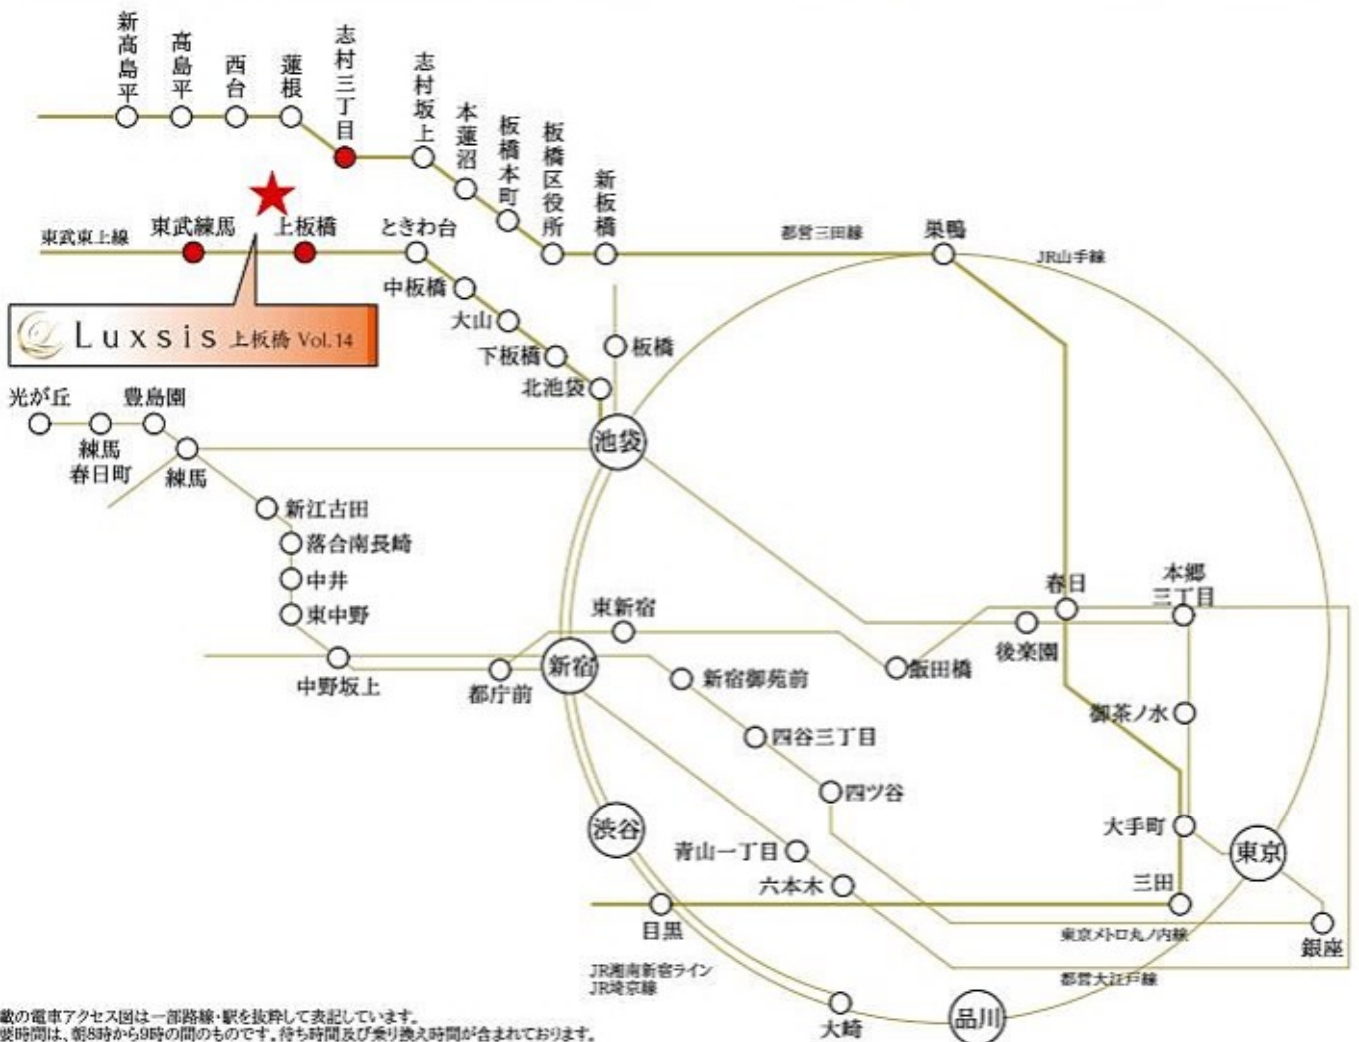 新高島平
高島平
西台
蓮根
志村三丁目
志村坂上
本蓮沼
板橋本町
板橋区役所
新板橋
都営三田線
巣鴨
JR山手線
東武東上線
東武練馬
上板橋
ときわ台
中板橋
大山
下板橋
北池袋
板橋
Luxsis 上板橋 Vol.14
池袋
光が丘
練馬
春日町
豊島園
練馬
新江古田
落合南長崎
中井
東中野
中野坂上
都庁前
新宿
東新宿
新宿御苑前
四谷三丁目
四ツ谷
飯田橋
後楽園
春日
本郷
三丁目
御茶ノ水
大手町
東京
三田
銀座
渋谷
青山一丁目
六本木
目黒
東京メトロ丸ノ内線
都営大江戸線
JR湘南新宿ライン
JR埼京線
大崎
品川
載の電車アクセス図は一部路線・駅を抜粋して表記しています。
要時間は、朝8時から9時の間のものです。待ち時間及び乗り換え時間が含まれております。